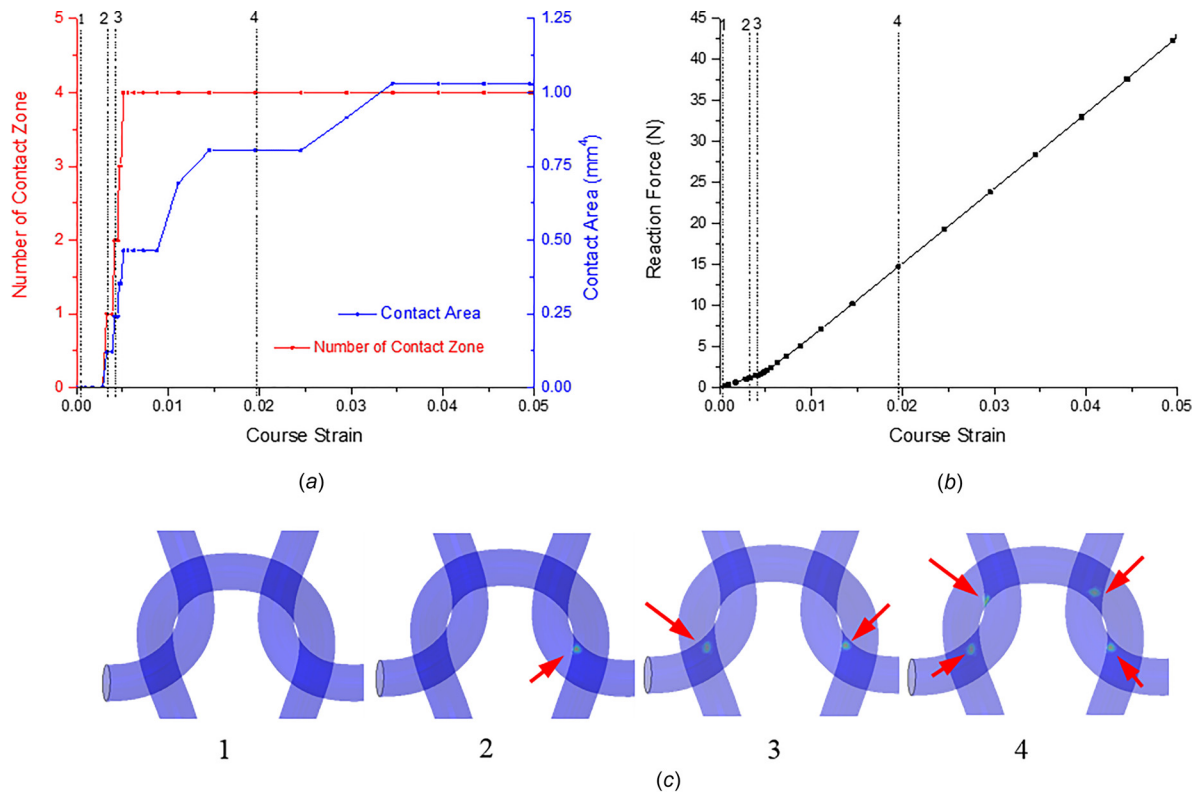 1 2 3 4
5 1.25
4 1.00
3 0.75
2 0.50
1 0.25
0 0.00
0.00 0.01 0.02 0.03 0.04 0.05
Number of Contact Zone
Contact Area (mm⁴)
Contact Area
Number of Contact Zone
Course Strain
(a)
1 2 3 4
45
40
35
30
25
20
15
10
5
0
0.00 0.01 0.02 0.03 0.04 0.05
Reaction Force (N)
Course Strain
(b)
1 2 3 4
(c)